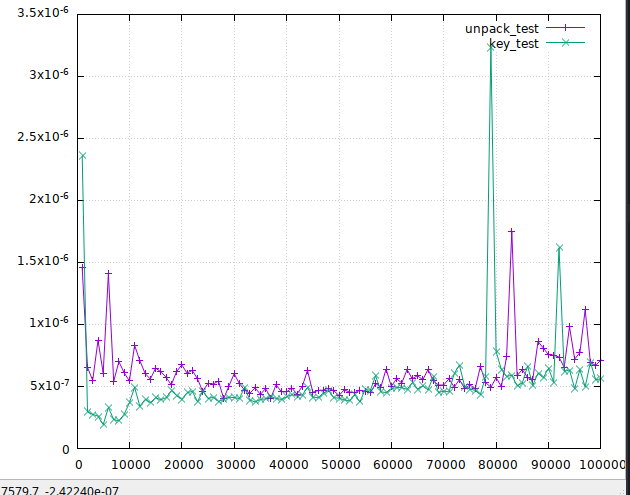 3.5x10-6
3x10-6
2.5x10-6
2x10-6
1.5x10-6
1x10-6
5x10-7
0
unpack_test
key_test
0 10000 20000 30000 40000 50000 60000 70000 80000 90000 100000
7579.7, -2.42240e-07